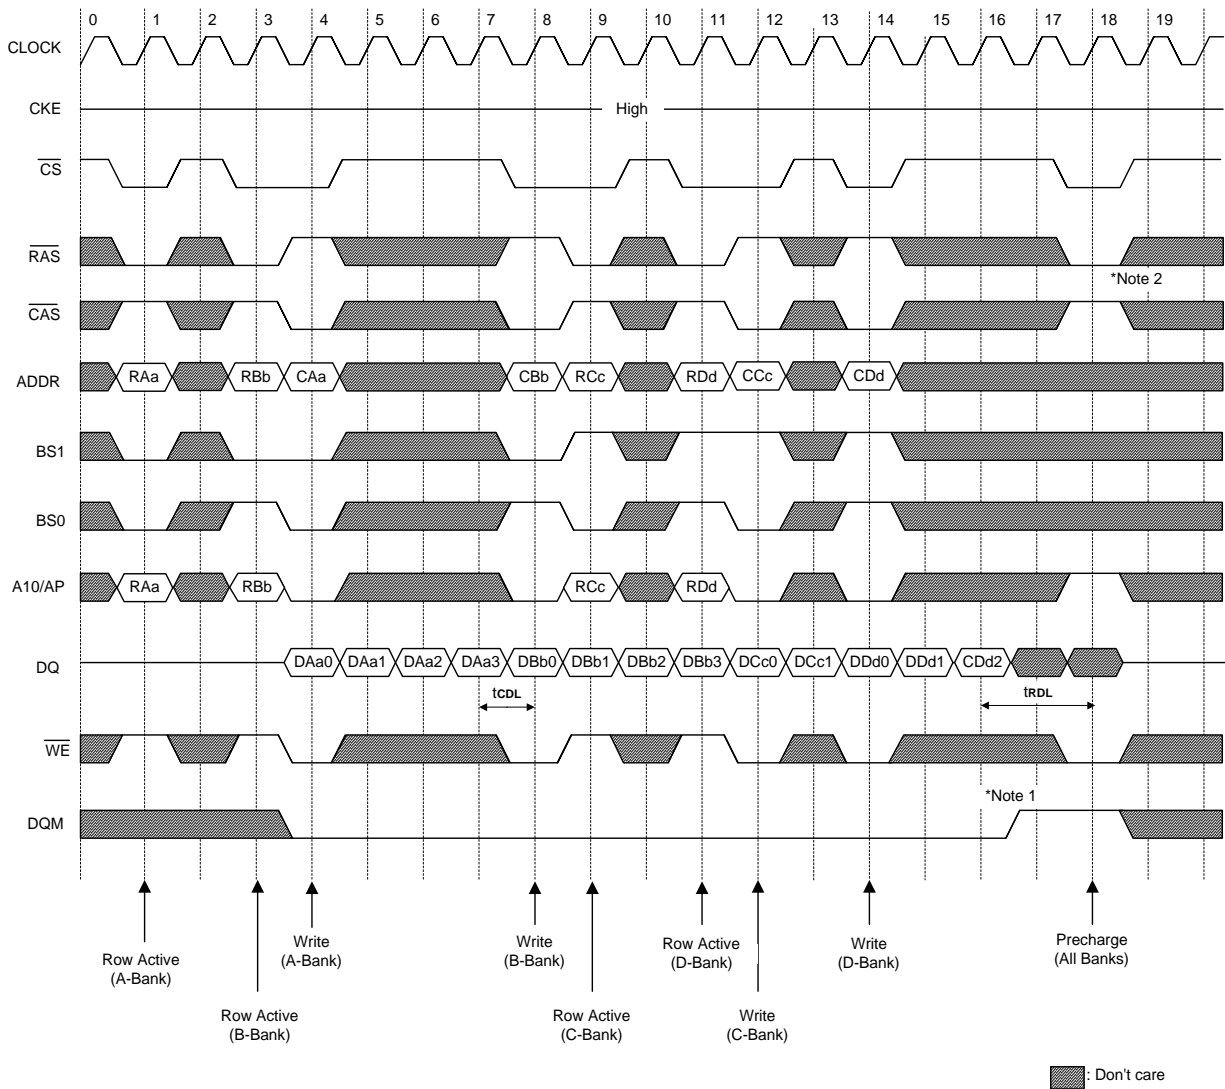 0 1 2 3 4 5 6 7 8 9 10 11 12 13 14 15 16 17 18 19
CLOCK
CKE
High
CS
RAS
*Note 2
CAS
ADDR RAa RBb CAa CBb RCc RDd CCc CDd
BS1
BS0
A10/AP RAa RBb RCc RDd
DQ DAa0 DAa1 DAa2 DAa3 DBb0 DBb1 DBb2 DBb3 DCc0 DCc1 DDd0 DDd1 CDd2
tCDL tRDL
WE
*Note 1
DQM
Row Active
(A-Bank)
Row Active
(B-Bank)
Write
(A-Bank)
Write
(B-Bank)
Row Active
(C-Bank)
Row Active
(D-Bank)
Write
(C-Bank)
Write
(D-Bank)
Precharge
(All Banks)
: Don't care